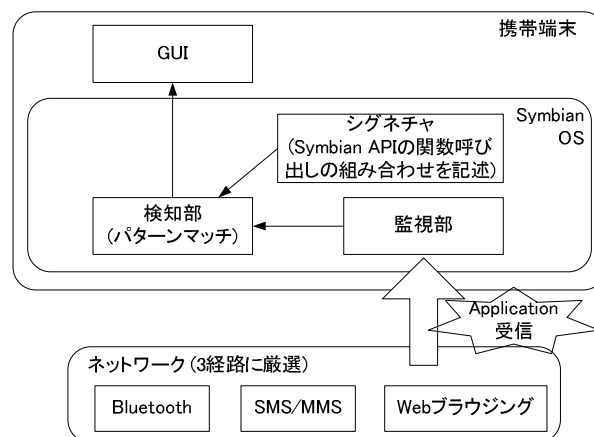 携帯端末
GUI
Symbian
OS
シグネチャ
(Symbian APIの関数呼び
出しの組み合わせを記述)
検知部
(パターンマッチ)
監視部
Application
受信
ネットワーク(3経路に厳選)
Bluetooth
SMS/MMS
Webブラウジング